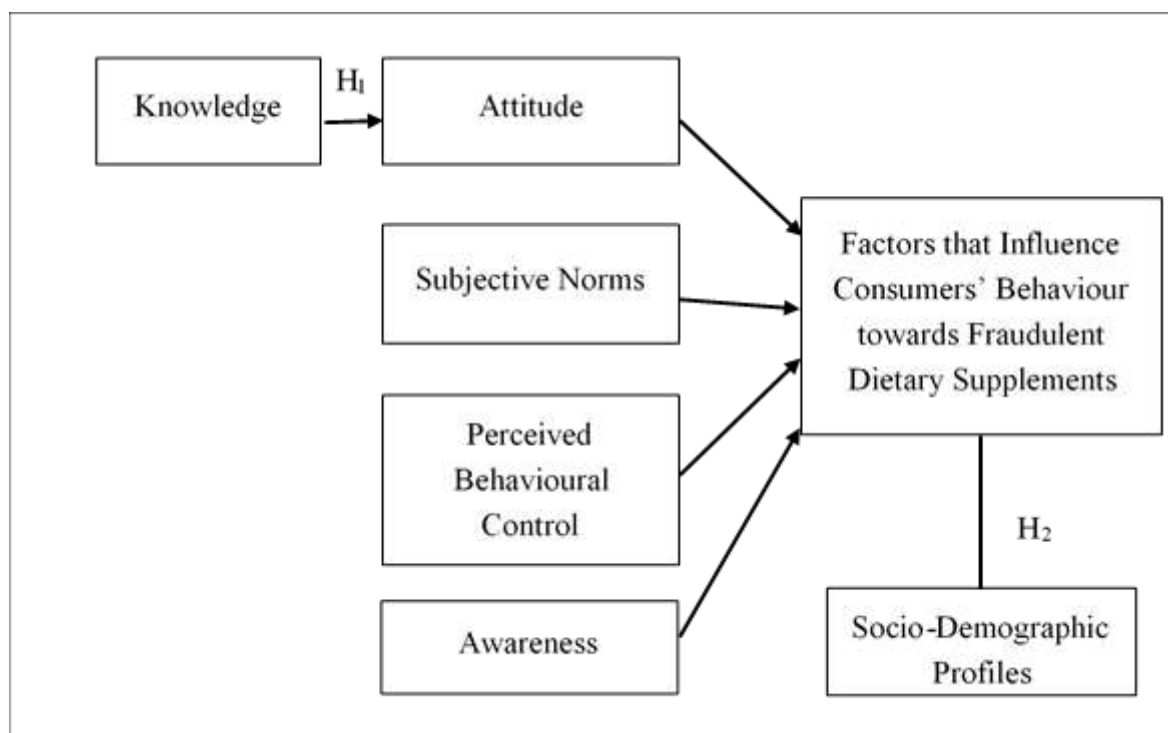 Knowledge
H₁
Attitude
Subjective Norms
Perceived
Behavioural
Control
Awareness
Factors that Influence
Consumers’ Behaviour
towards Fraudulent
Dietary Supplements
H₂
Socio-Demographic
Profiles